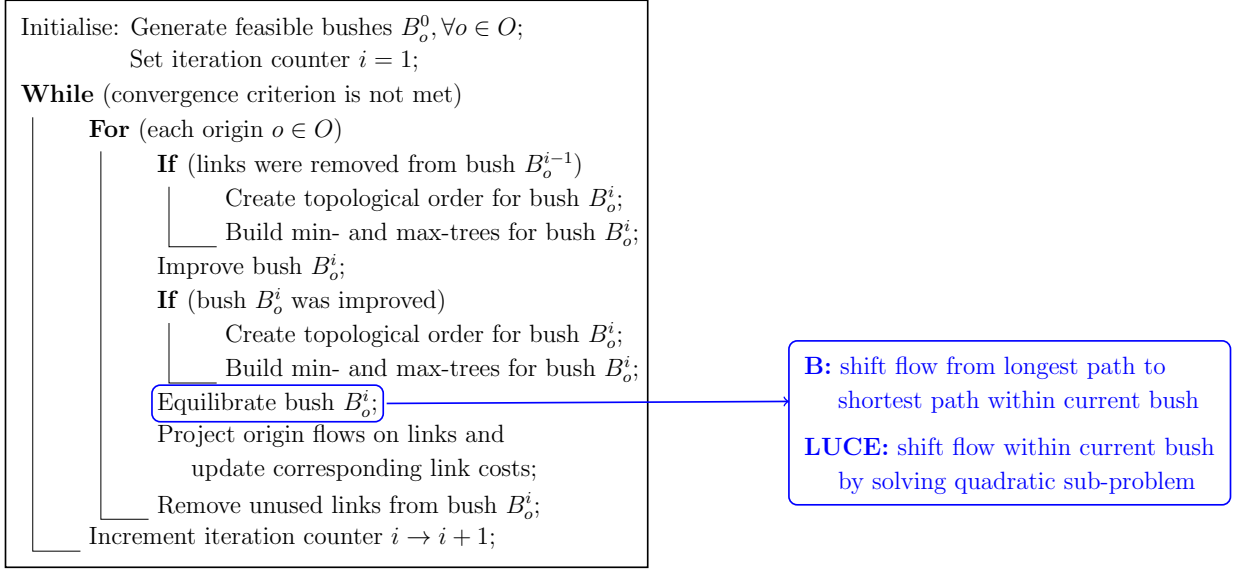 Initialise: Generate feasible bushes $B_o^0, \forall o \in O$;
Set iteration counter $i = 1$;
While (convergence criterion is not met)
For (each origin $o \in O$)
If (links were removed from bush $B_o^{i-1}$)
Create topological order for bush $B_o^i$;
Build min- and max-trees for bush $B_o^i$;
Improve bush $B_o^i$;
If (bush $B_o^i$ was improved)
Create topological order for bush $B_o^i$;
Build min- and max-trees for bush $B_o^i$;
Equilibrate bush $B_o^i$;
Project origin flows on links and
update corresponding link costs;
Remove unused links from bush $B_o^i$;
Increment iteration counter $i \to i + 1$;
B: shift flow from longest path to
shortest path within current bush
LUCE: shift flow within current bush
by solving quadratic sub-problem